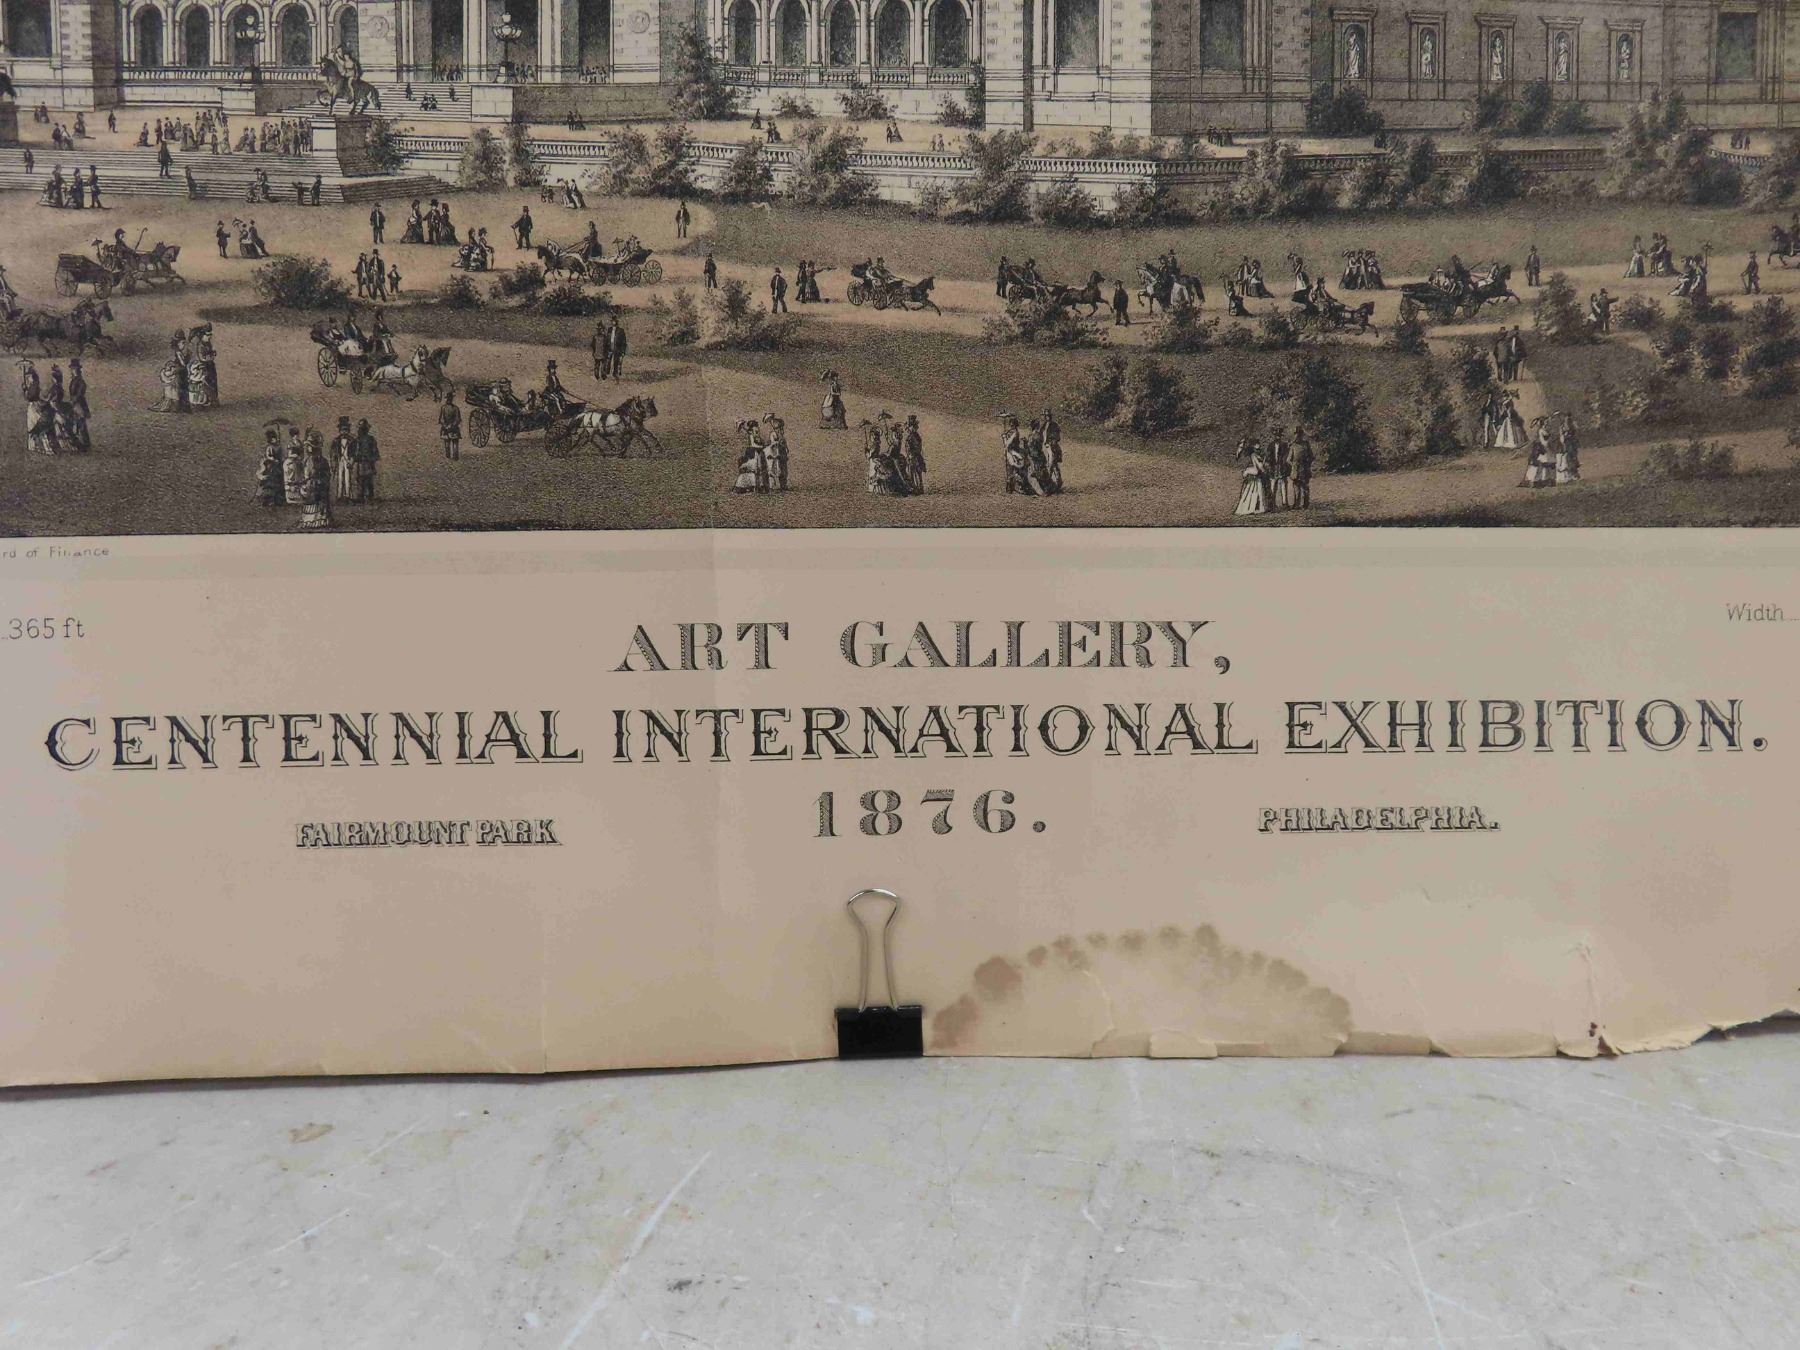 rd of Finance
..365 ft
Width...
ART GALLERY,
CENTENNIAL INTERNATIONAL EXHIBITION.
1876.
FAIRMOUNT PARK
PHILADELPHIA.